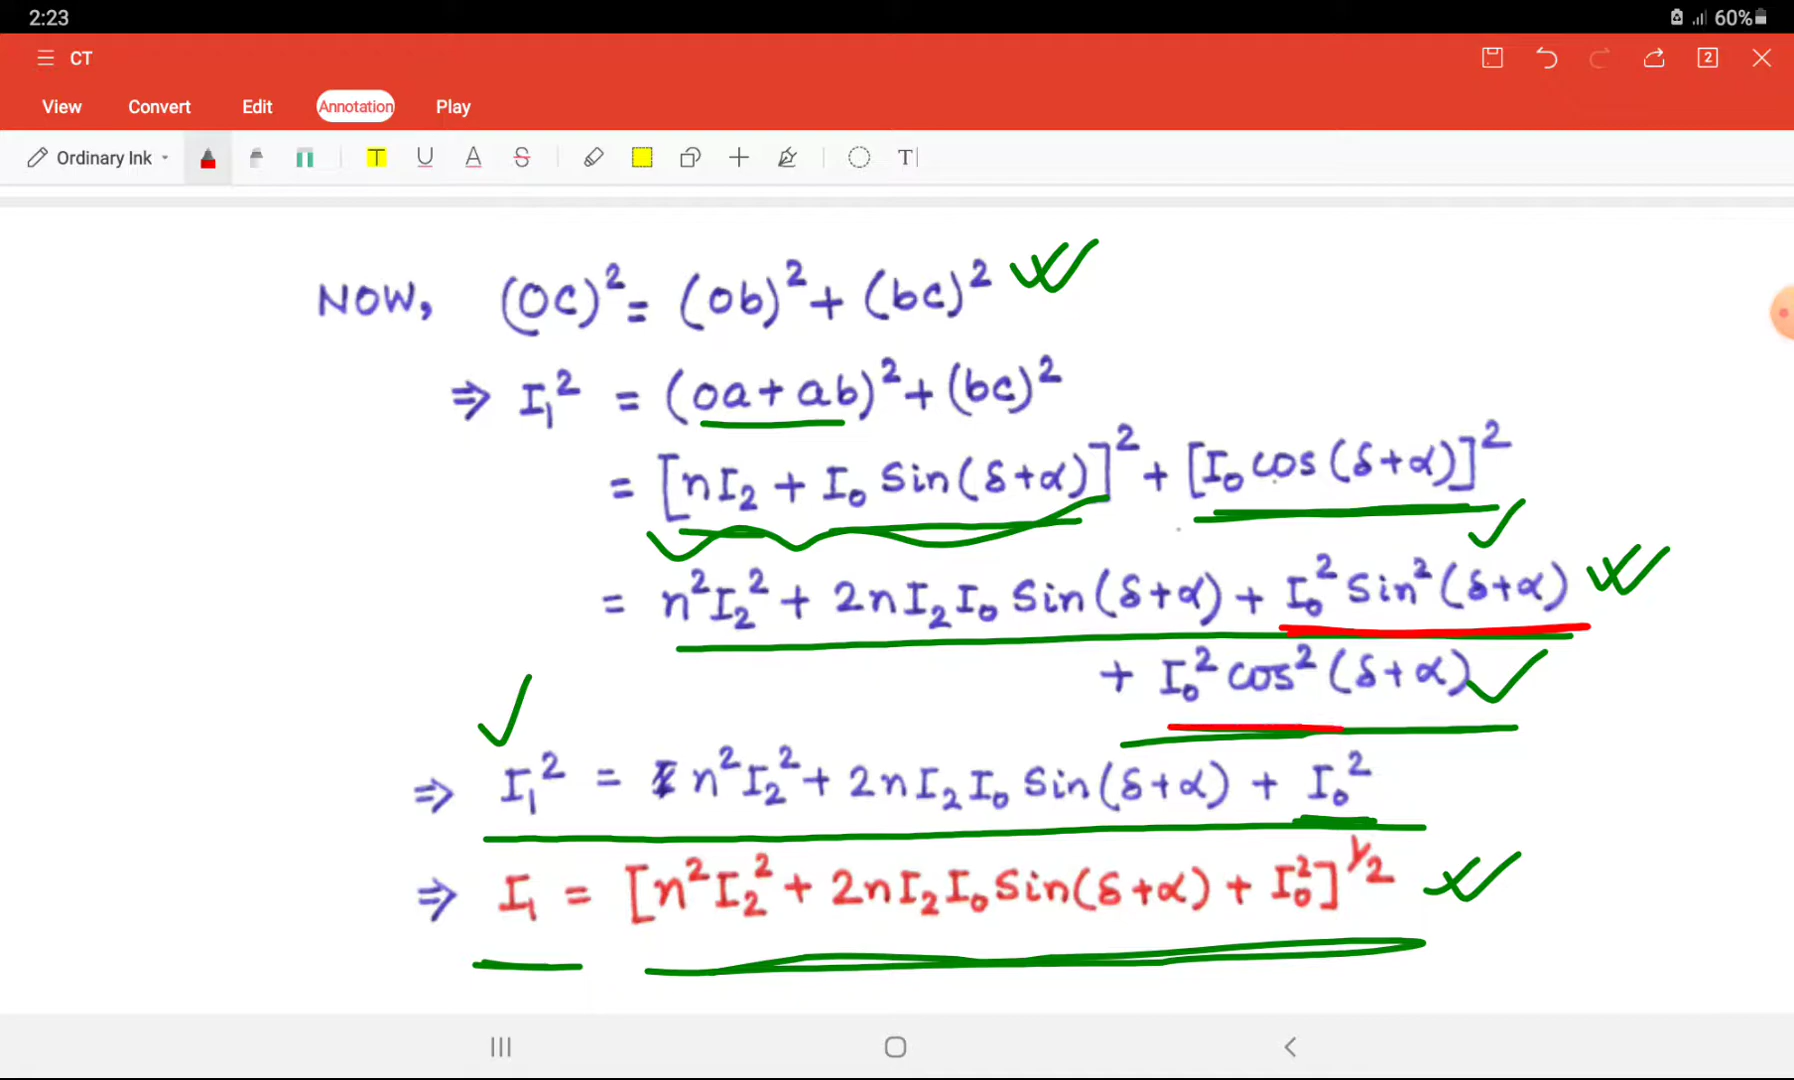 2:23 60%
CT 2
View Convert Edit Annotation Play
Ordinary Ink T U A S T
NOW, (OC)² = (Ob)² + (bC)²
⇒ I₁² = (Oa + ab)² + (bC)²
= [nI₂ + I₀ Sin(δ+α)]² + [I₀ cos(δ+α)]²
= n²I₂² + 2nI₂I₀ Sin(δ+α) + I₀² Sin²(δ+α)
+ I₀² cos²(δ+α)
⇒ I₁² = n²I₂² + 2nI₂I₀ Sin(δ+α) + I₀²
⇒ I₁ = [n²I₂² + 2nI₂I₀ Sin(δ+α) + I₀²]^1/2